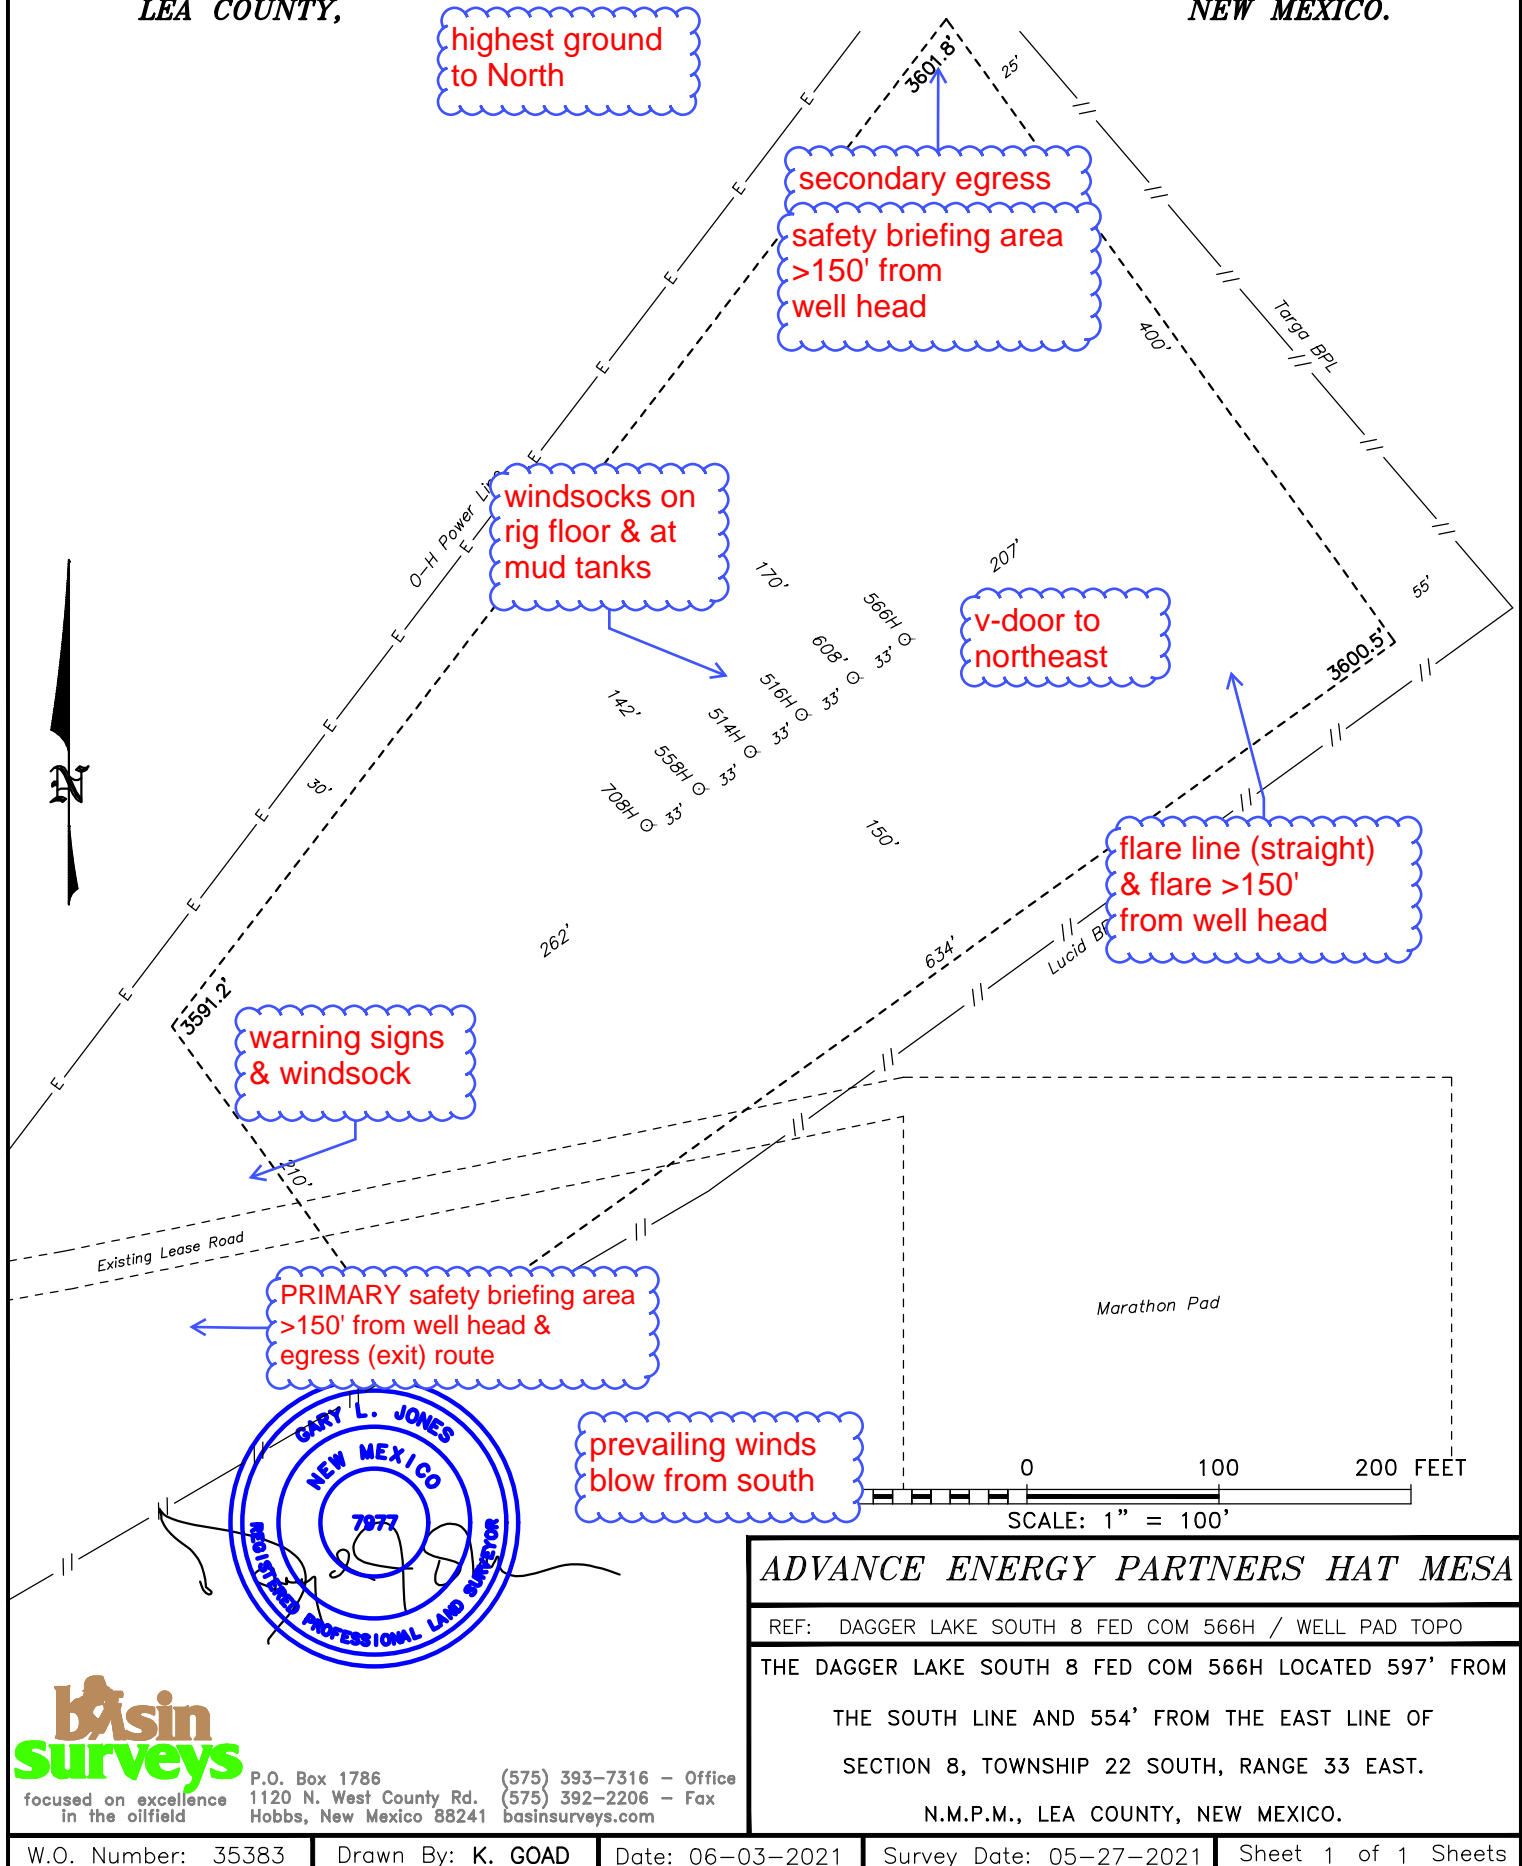 LEA COUNTY,
NEW MEXICO.
highest ground
to North
3601.8'
25'
E
secondary egress
safety briefing area
>150' from
well head
E
E
E
400'
Targa BPL
E
O-H Power Lin
windsocks on
rig floor & at
mud tanks
E
E
170'
207'
566H
608'
33'
516H
33'
v-door to
northeast
55'
3600.5'
142'
514H
33'
558H
33'
708H
33'
E
30'
E
150'
flare line (straight)
& flare >150'
from well head
E
262'
634'
Lucid BP
E
3591.2'
warning signs
& windsock
E
210'
N
Existing Lease Road
PRIMARY safety briefing area
>150' from well head &
egress (exit) route
Marathon Pad
GARY L. JONES
NEW MEXICO
7977
REGISTERED PROFESSIONAL LAND SURVEYOR
prevailing winds
blow from south
0 100 200 FEET
SCALE: 1" = 100'
ADVANCE ENERGY PARTNERS HAT MESA
REF: DAGGER LAKE SOUTH 8 FED COM 566H / WELL PAD TOPO
THE DAGGER LAKE SOUTH 8 FED COM 566H LOCATED 597' FROM
THE SOUTH LINE AND 554' FROM THE EAST LINE OF
SECTION 8, TOWNSHIP 22 SOUTH, RANGE 33 EAST.
N.M.P.M., LEA COUNTY, NEW MEXICO.
basin
surveys
focused on excellence
in the oilfield
P.O. Box 1786
1120 N. West County Rd.
Hobbs, New Mexico 88241
(575) 393-7316 - Office
(575) 392-2206 - Fax
basinsurveys.com
W.O. Number: 35383
Drawn By: K. GOAD
Date: 06-03-2021
Survey Date: 05-27-2021
Sheet 1 of 1 Sheets